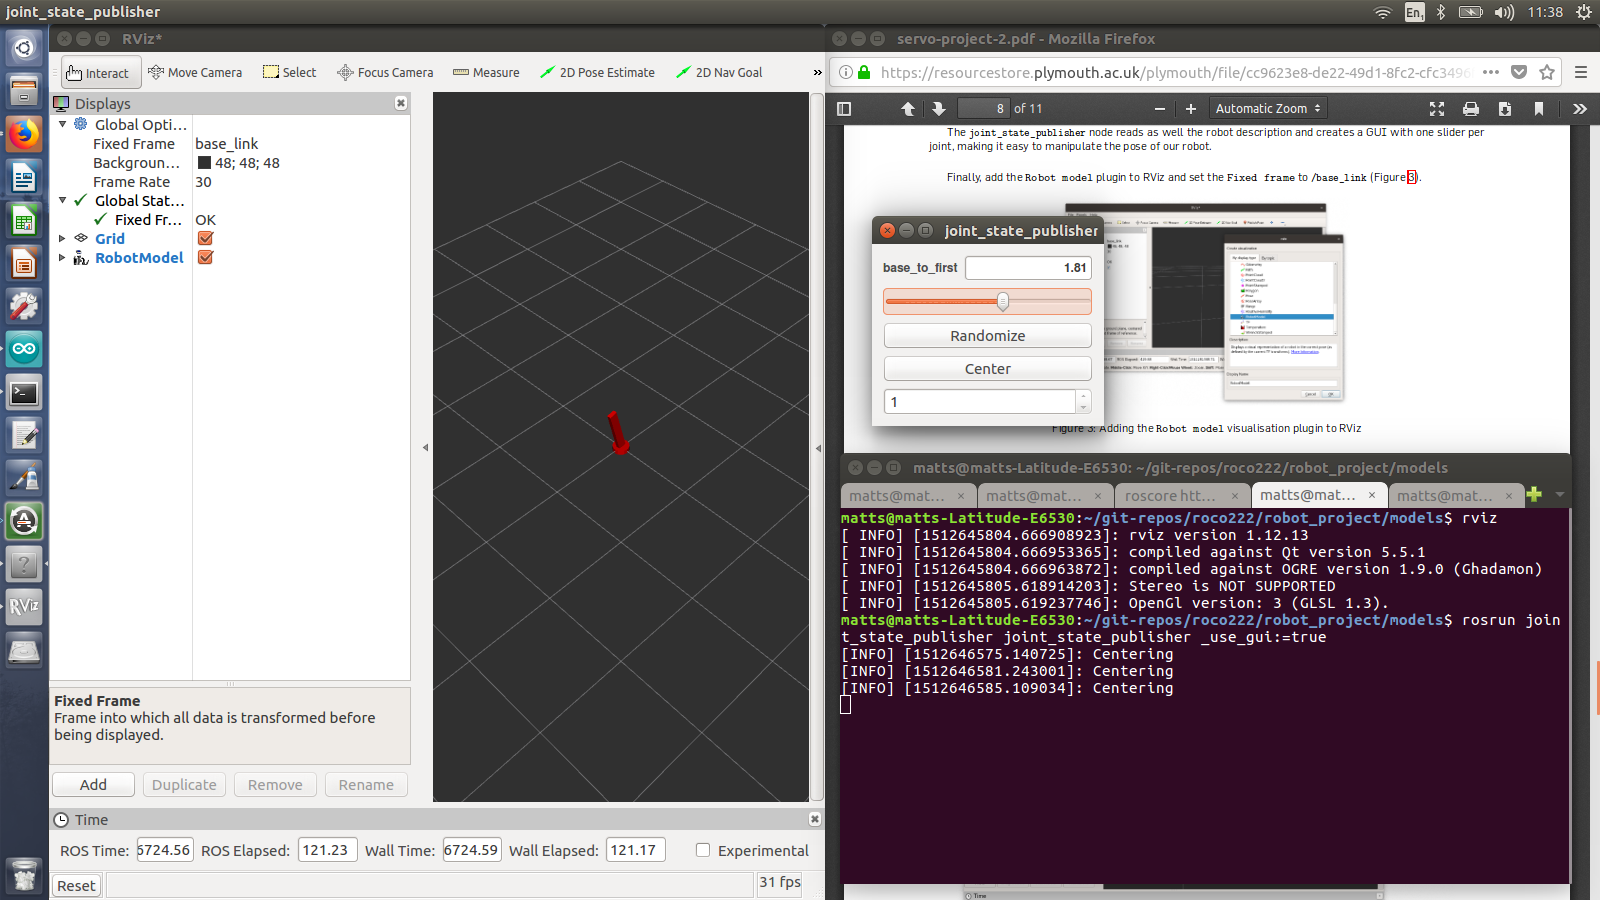 joint_state_publisher
En1
11:38
RViz*
Interact
Move Camera
Select
Focus Camera
Measure
2D Pose Estimate
2D Nav Goal
»
Displays
Global Opti...
Fixed Frame base_link
Backgroun... 48; 48; 48
Frame Rate 30
Global Stat...
Fixed Fr... OK
Grid
RobotModel
Fixed Frame
Frame into which all data is transformed before
being displayed.
Add
Duplicate
Remove
Rename
Time
ROS Time: 6724.56 ROS Elapsed: 121.23 Wall Time: 6724.59 Wall Elapsed: 121.17 Experimental
Reset
31 fps
RViz
servo-project-2.pdf - Mozilla Firefox
https://resourcestore.plymouth.ac.uk/plymouth/file/cc9623e8-de22-49d1-8fc2-cfc3496
8 of 11
Automatic Zoom
The joint_state_publisher node reads as well the robot description and creates a GUI with one slider per
joint, making it easy to manipulate the pose of our robot.
Finally, add the Robot model plugin to RViz and set the Fixed frame to /base_link (Figure 3).
joint_state_publisher
base_to_first 1.81
Randomize
Center
1
Figure 3: Adding the Robot model visualisation plugin to RViz
matts@matts-Latitude-E6530: ~/git-repos/roco222/robot_project/models
matts@mat... ×
matts@mat... ×
roscore htt... ×
matts@mat... ×
matts@mat... ×
matts@matts-Latitude-E6530:~/git-repos/roco222/robot_project/models$ rviz
[ INFO] [1512645804.666908923]: rviz version 1.12.13
[ INFO] [1512645804.666953365]: compiled against Qt version 5.5.1
[ INFO] [1512645804.666963872]: compiled against OGRE version 1.9.0 (Ghadamon)
[ INFO] [1512645805.618914203]: Stereo is NOT SUPPORTED
[ INFO] [1512645805.619237746]: OpenGl version: 3 (GLSL 1.3).
matts@matts-Latitude-E6530:~/git-repos/roco222/robot_project/models$ rosrun join
t_state_publisher joint_state_publisher _use_gui:=true
[INFO] [1512646575.140725]: Centering
[INFO] [1512646581.243001]: Centering
[INFO] [1512646585.109034]: Centering
Time